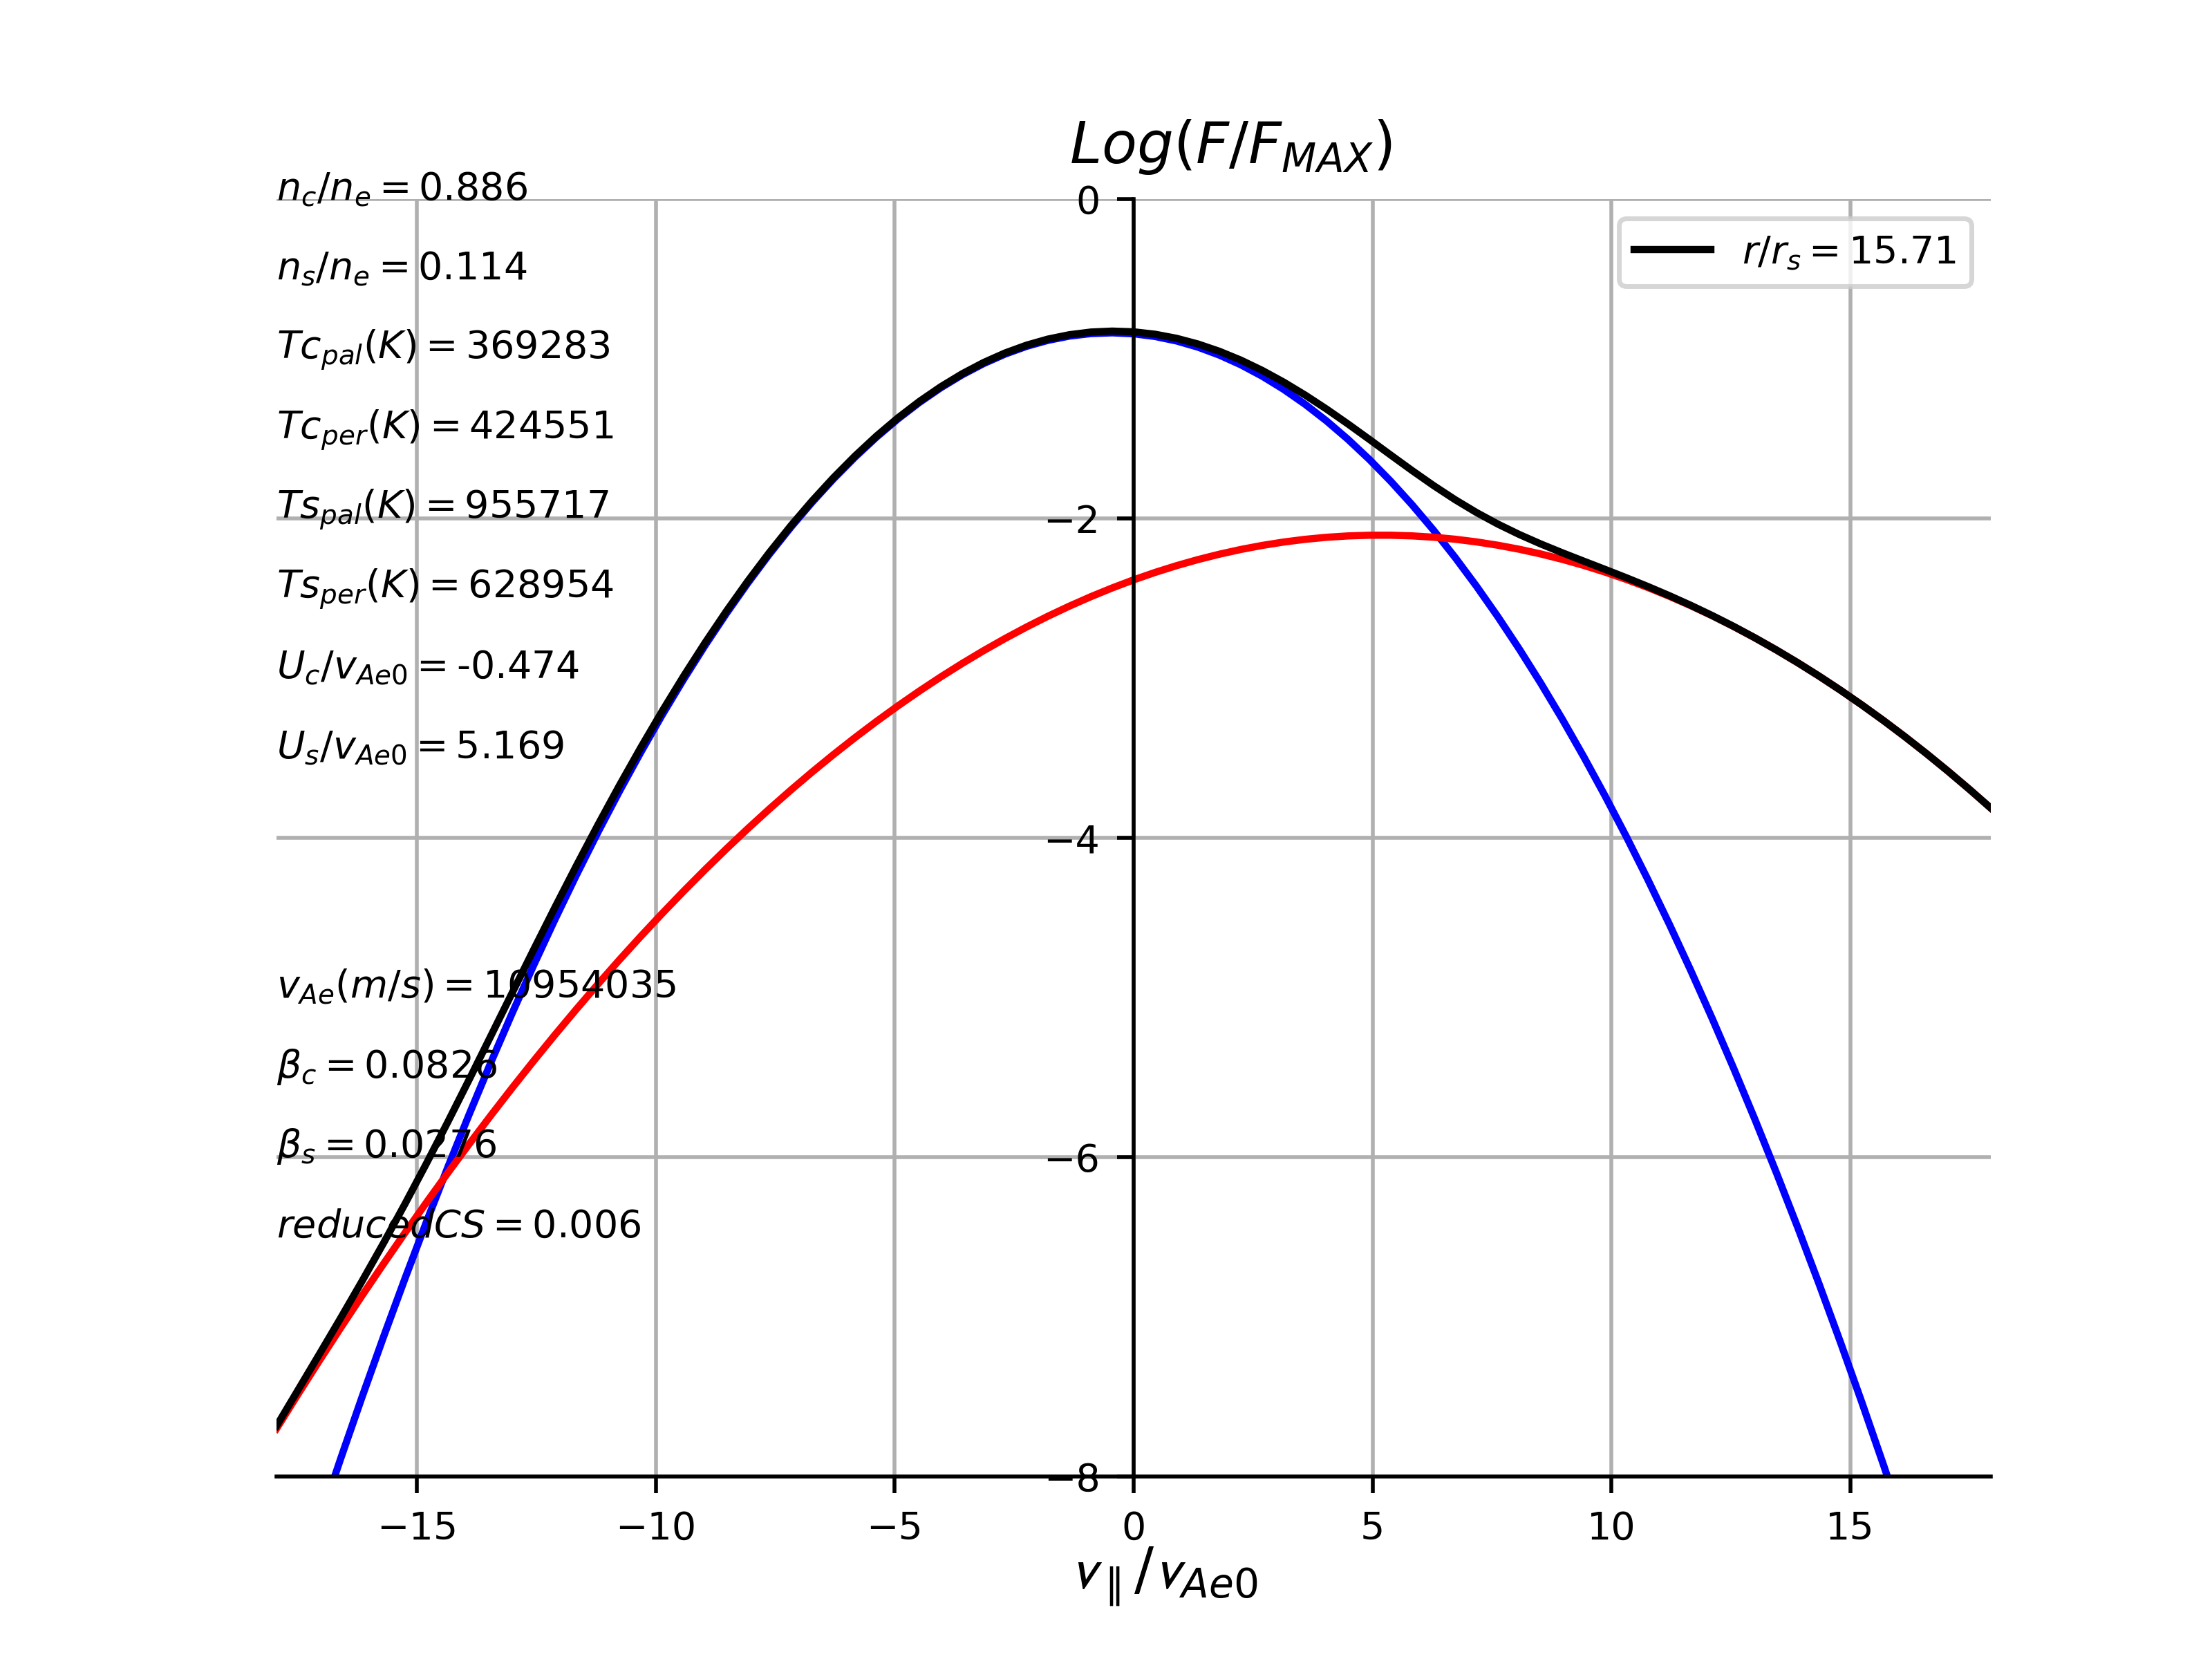 Log(F/F_MAX)
n_c/n_e = 0.886
n_s/n_e = 0.114
Tc_pal(K) = 369283
Tc_per(K) = 424551
Ts_pal(K) = 955717
Ts_per(K) = 628954
U_c/v_Ae0 = -0.474
U_s/v_Ae0 = 5.169
v_Ae(m/s) = 10954035
β_c = 0.0826
β_s = 0.0276
reducedCS = 0.006
r/r_s = 15.71
0
−2
−4
−6
−8
−15 −10 −5 0 5 10 15
v_∥/v_Ae0